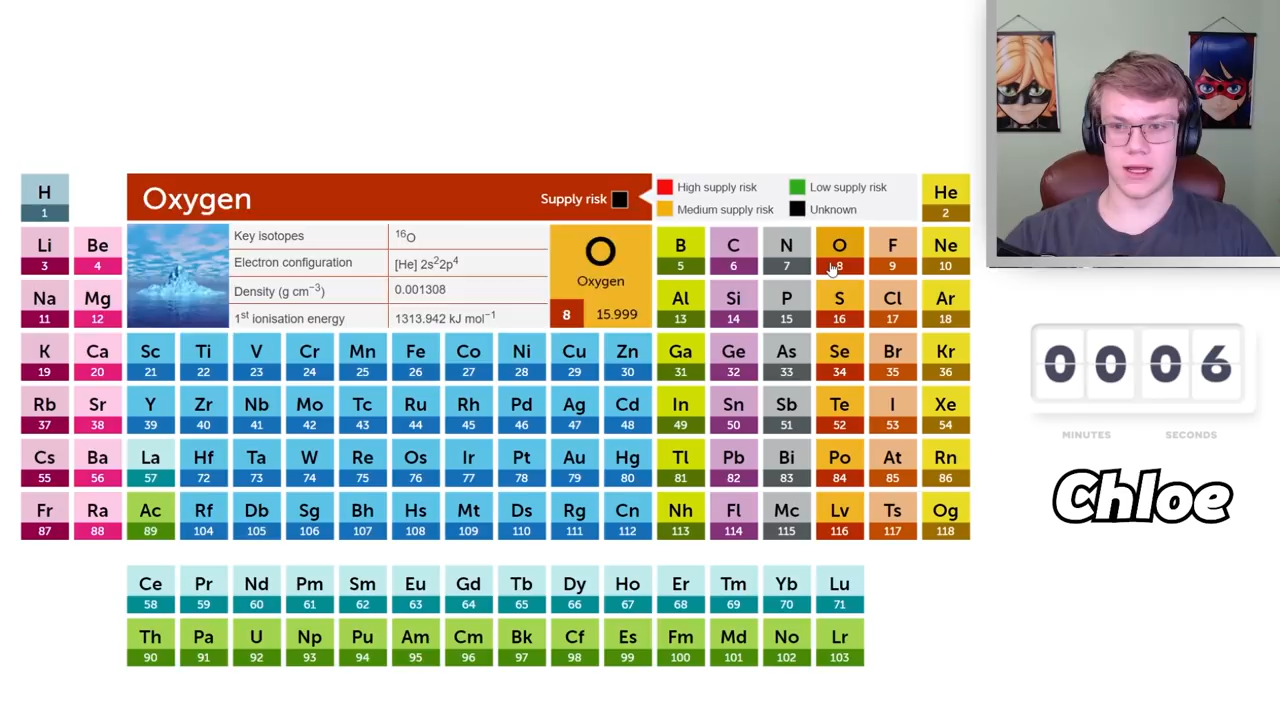 H
1
Oxygen
Supply risk
High supply risk
Low supply risk
Medium supply risk
Unknown
He
2
Li
3
Be
4
Key isotopes ¹⁶O
Electron configuration [He] 2s²2p⁴
Density (g cm⁻³) 0.001308
1ˢᵗ ionisation energy 1313.942 kJ mol⁻¹
O
Oxygen
8 15.999
B C N O F Ne
5 6 7 8 9 10
Na Mg
11 12
Al Si P S Cl Ar
13 14 15 16 17 18
K Ca Sc Ti V Cr Mn Fe Co Ni Cu Zn Ga Ge As Se Br Kr
19 20 21 22 23 24 25 26 27 28 29 30 31 32 33 34 35 36
Rb Sr Y Zr Nb Mo Tc Ru Rh Pd Ag Cd In Sn Sb Te I Xe
37 38 39 40 41 42 43 44 45 46 47 48 49 50 51 52 53 54
Cs Ba La Hf Ta W Re Os Ir Pt Au Hg Tl Pb Bi Po At Rn
55 56 57 72 73 74 75 76 77 78 79 80 81 82 83 84 85 86
Fr Ra Ac Rf Db Sg Bh Hs Mt Ds Rg Cn Nh Fl Mc Lv Ts Og
87 88 89 104 105 106 107 108 109 110 111 112 113 114 115 116 117 118
Ce Pr Nd Pm Sm Eu Gd Tb Dy Ho Er Tm Yb Lu
58 59 60 61 62 63 64 65 66 67 68 69 70 71
Th Pa U Np Pu Am Cm Bk Cf Es Fm Md No Lr
90 91 92 93 94 95 96 97 98 99 100 101 102 103
0 0 0 6
MINUTES SECONDS
Chloe